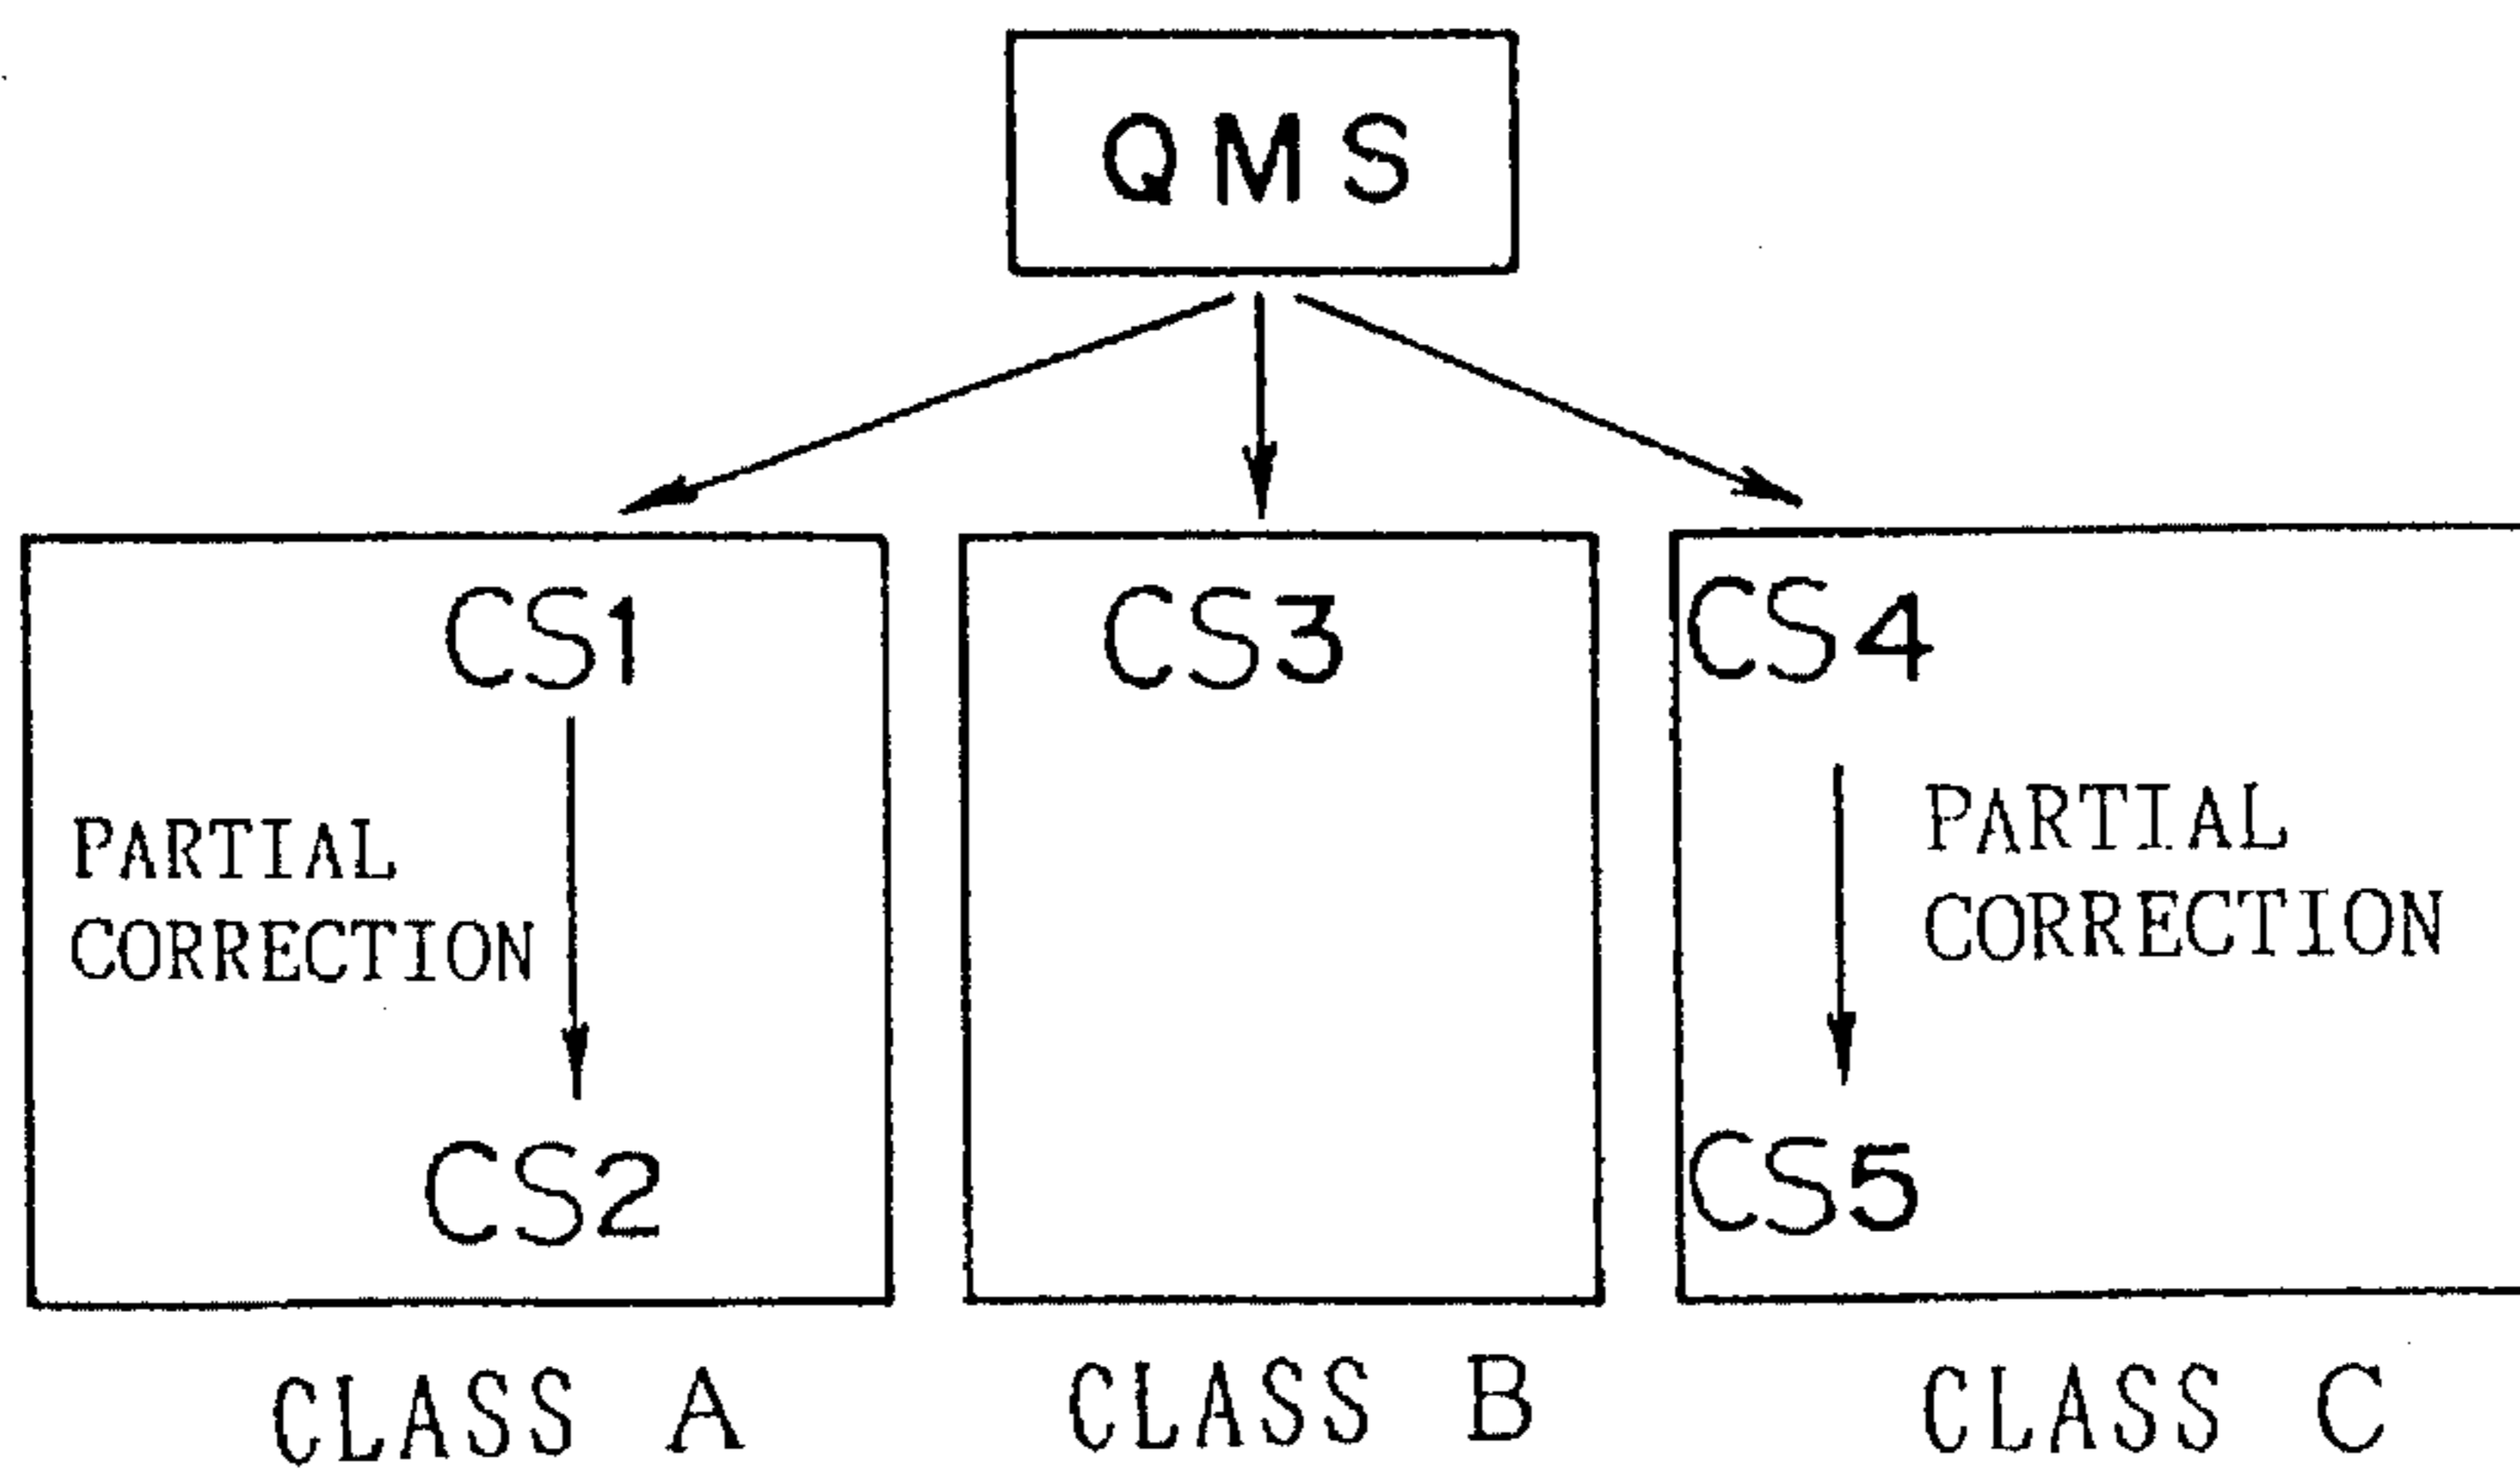 QMS
CS1
PARTIAL
CORRECTION
CS2
CS3
CS4
PARTIAL
CORRECTION
CS5
CLASS A
CLASS B
CLASS C